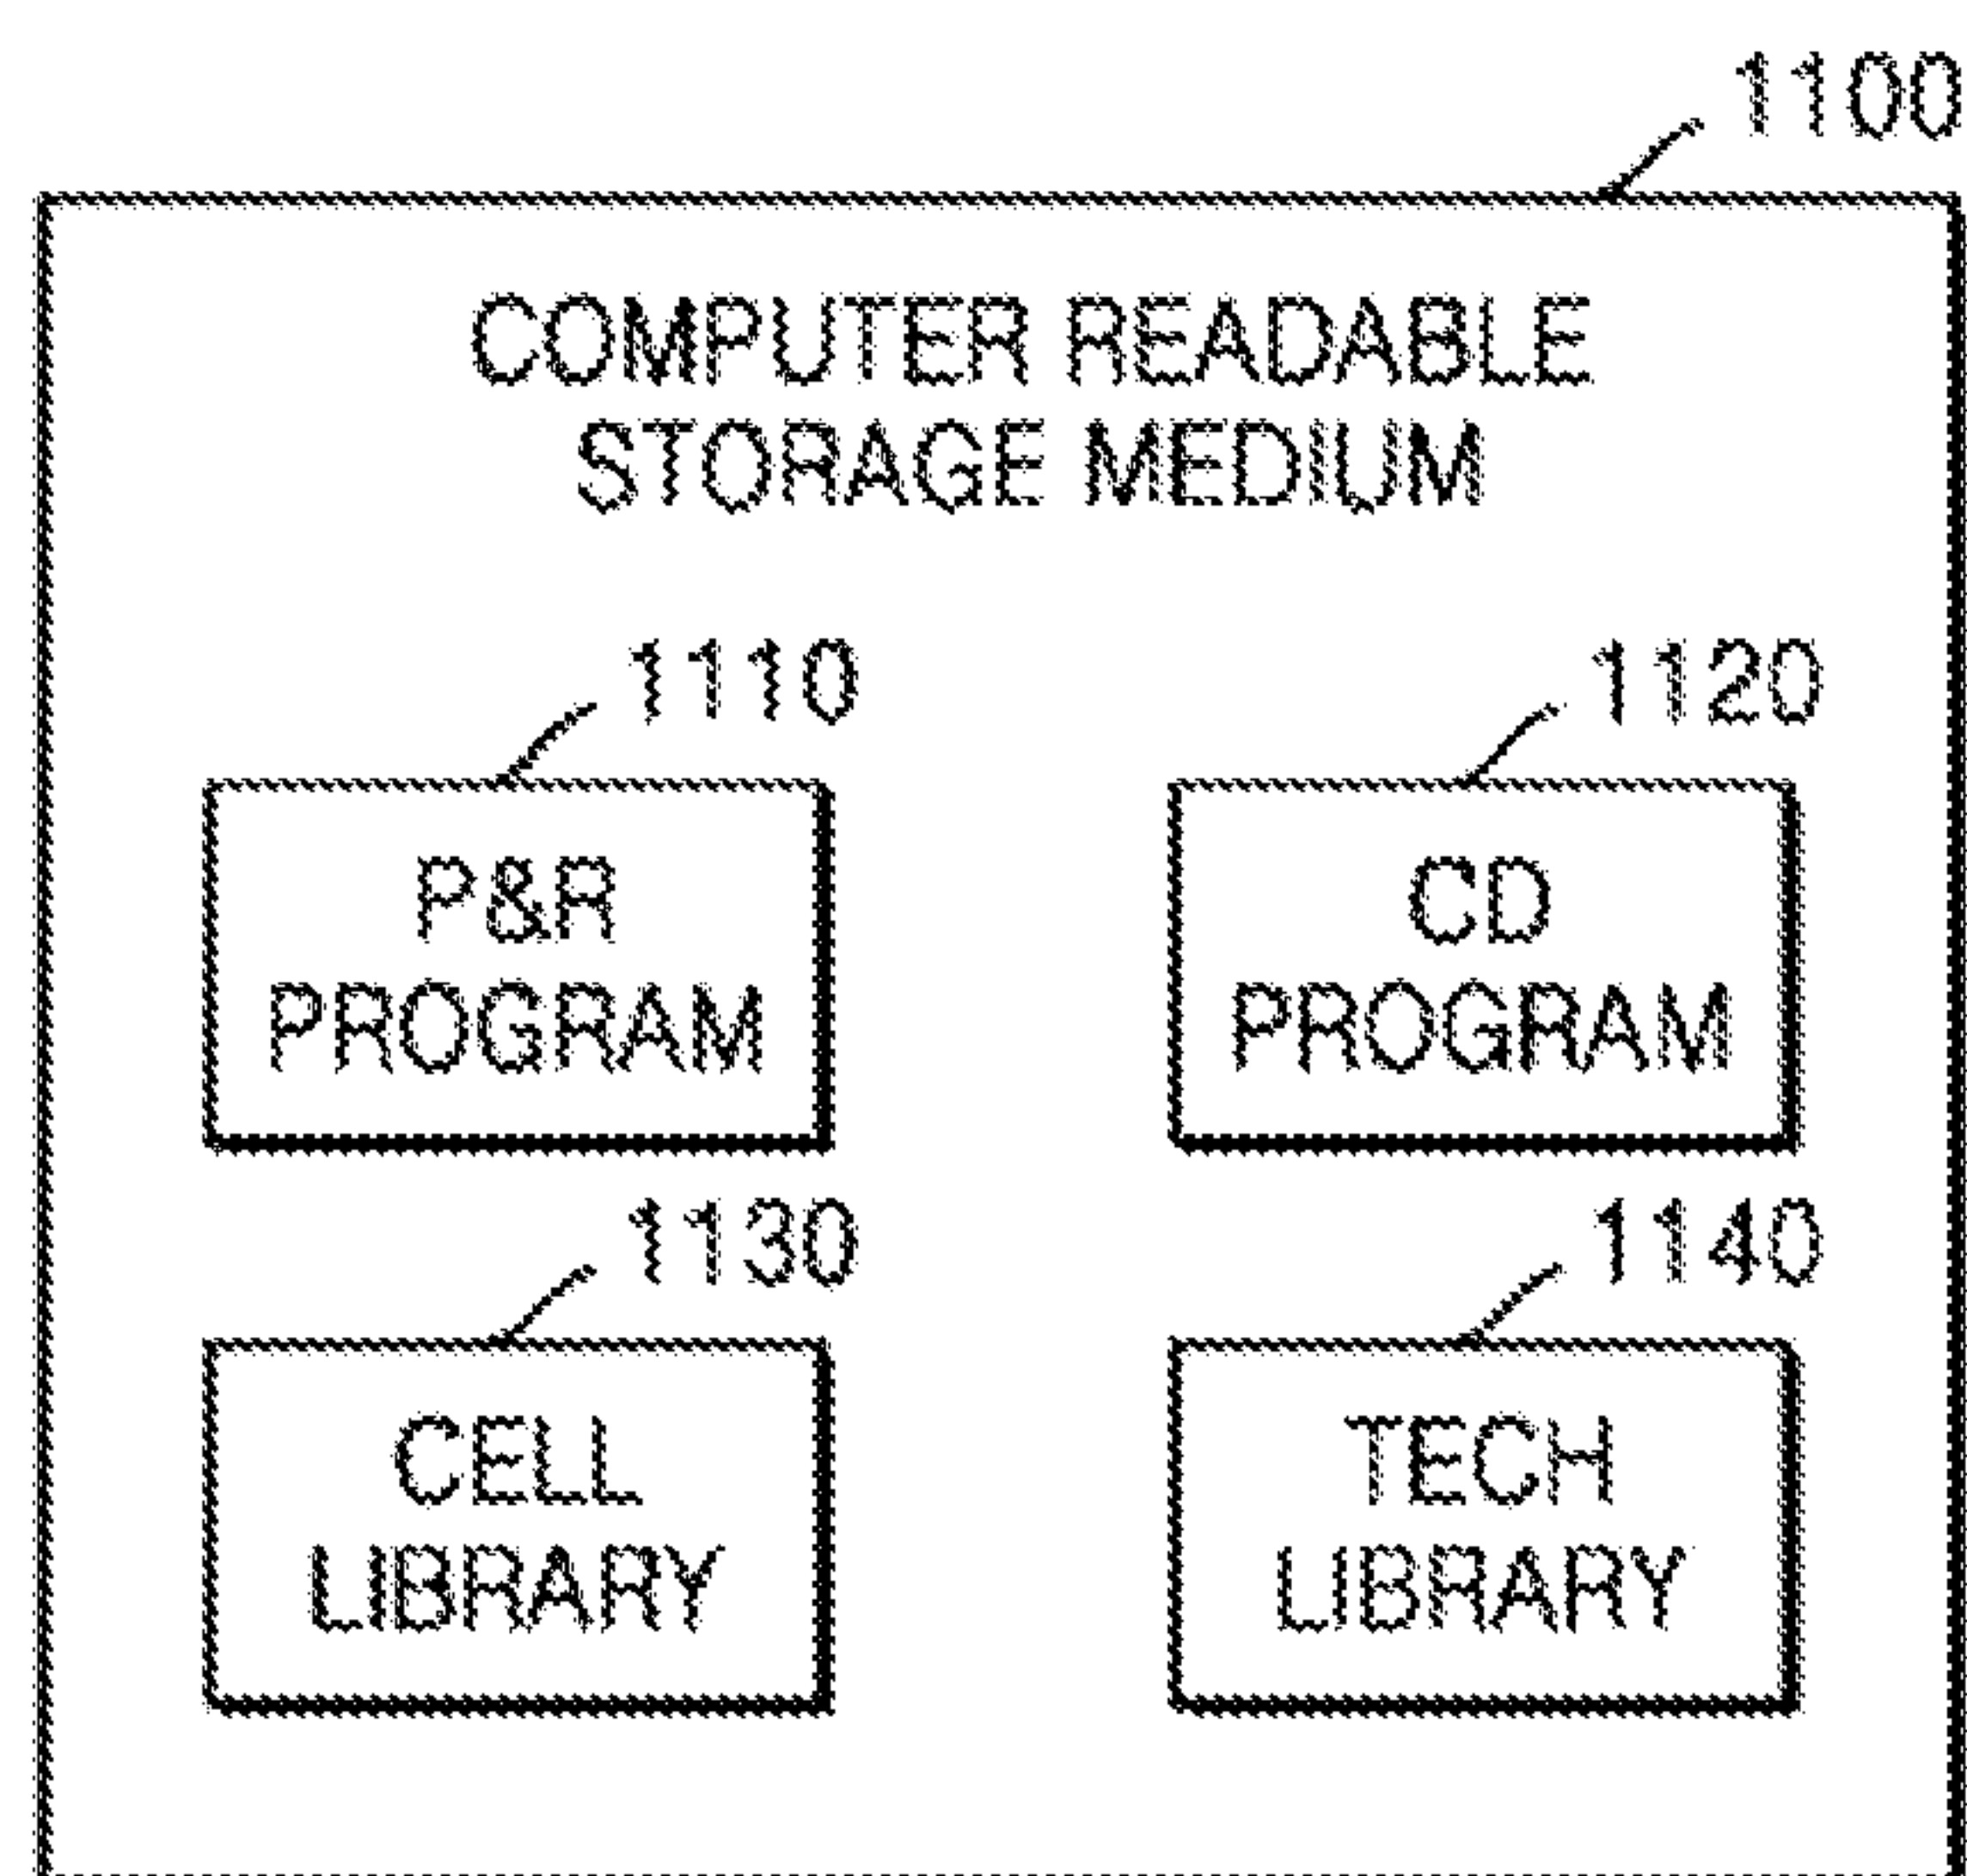 1100
COMPUTER READABLE
STORAGE MEDIUM
1110
1120
P&R
PROGRAM
CD
PROGRAM
1130
1140
CELL
LIBRARY
TECH
LIBRARY